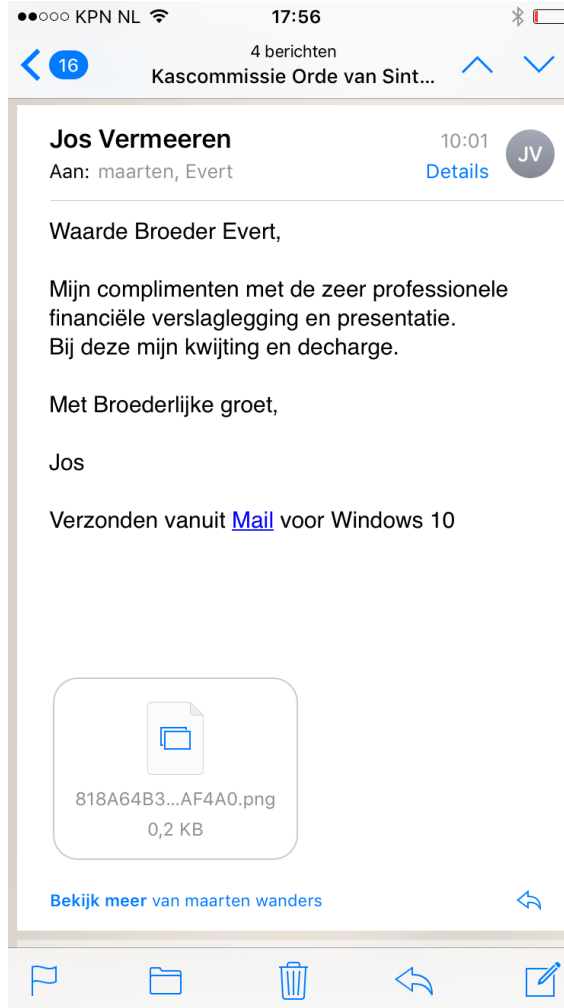 KPN NL 17:56
16
4 berichten
Kascommissie Orde van Sint...
Jos Vermeeren 10:01
JV
Aan: maarten, Evert Details
Waarde Broeder Evert,
Mijn complimenten met de zeer professionele
financiële verslaglegging en presentatie.
Bij deze mijn kwijting en decharge.
Met Broederlijke groet,
Jos
Verzonden vanuit Mail voor Windows 10
818A64B3...AF4A0.png
0,2 KB
Bekijk meer van maarten wanders